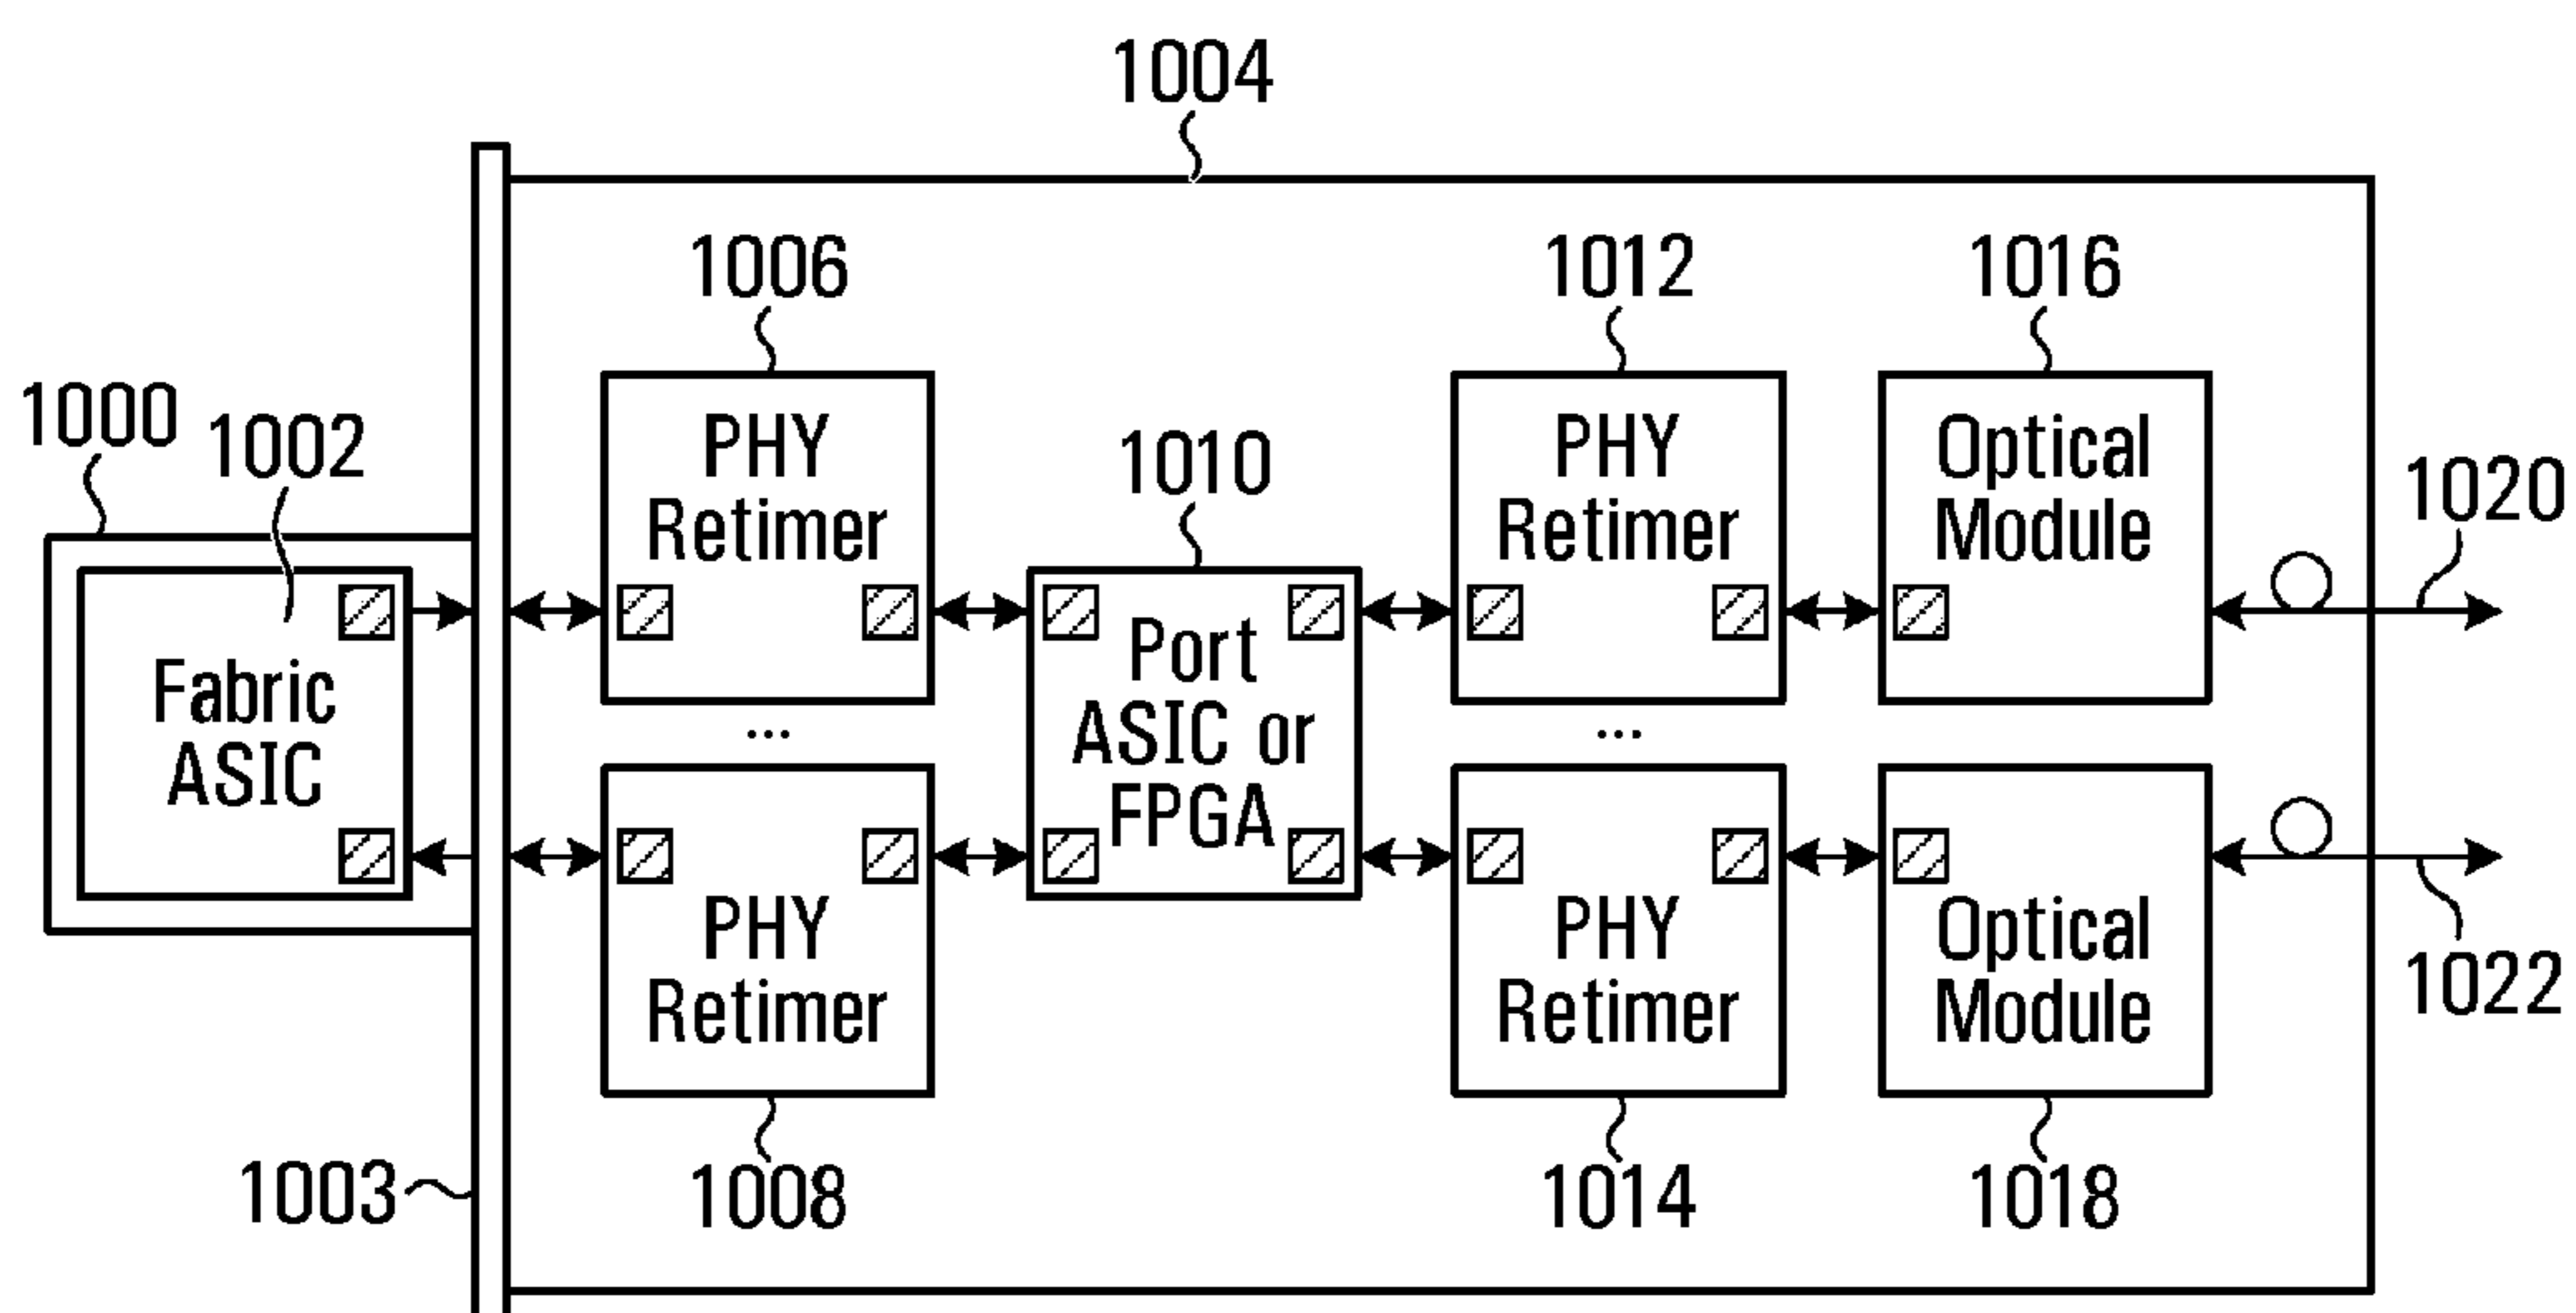 1004
1006
1012
1016
1000
1002
1010
1020
PHY
Retimer
PHY
Retimer
Optical
Module
Fabric
ASIC
Port
ASIC or
FPGA
...
...
PHY
Retimer
PHY
Retimer
Optical
Module
1022
1003
1008
1014
1018